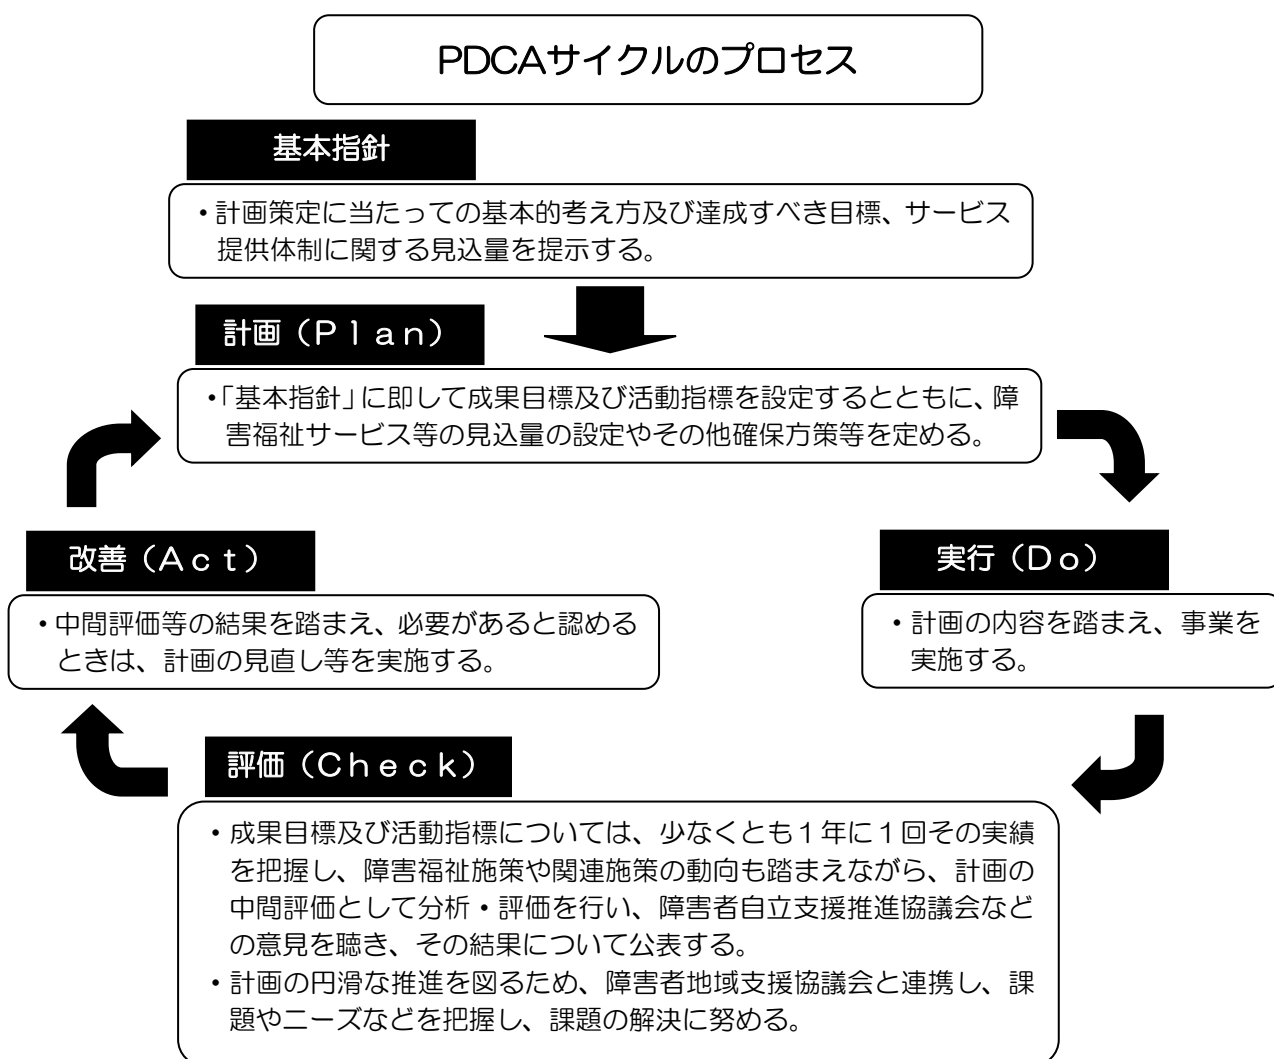 PDCAサイクルのプロセス
基本指針
・計画策定に当たっての基本的考え方及び達成すべき目標、サービス
提供体制に関する見込量を提示する。
計画（Ｐｌａｎ）
・「基本指針」に即して成果目標及び活動指標を設定するとともに、障
害福祉サービス等の見込量の設定やその他確保方策等を定める。
改善（Ａｃｔ）
・中間評価等の結果を踏まえ、必要があると認める
ときは、計画の見直し等を実施する。
実行（Ｄｏ）
・計画の内容を踏まえ、事業を
実施する。
評価（Ｃｈｅｃｋ）
・成果目標及び活動指標については、少なくとも１年に１回その実績
を把握し、障害福祉施策や関連施策の動向も踏まえながら、計画の
中間評価として分析・評価を行い、障害者自立支援推進協議会など
の意見を聴き、その結果について公表する。
・計画の円滑な推進を図るため、障害者地域支援協議会と連携し、課
題やニーズなどを把握し、課題の解決に努める。